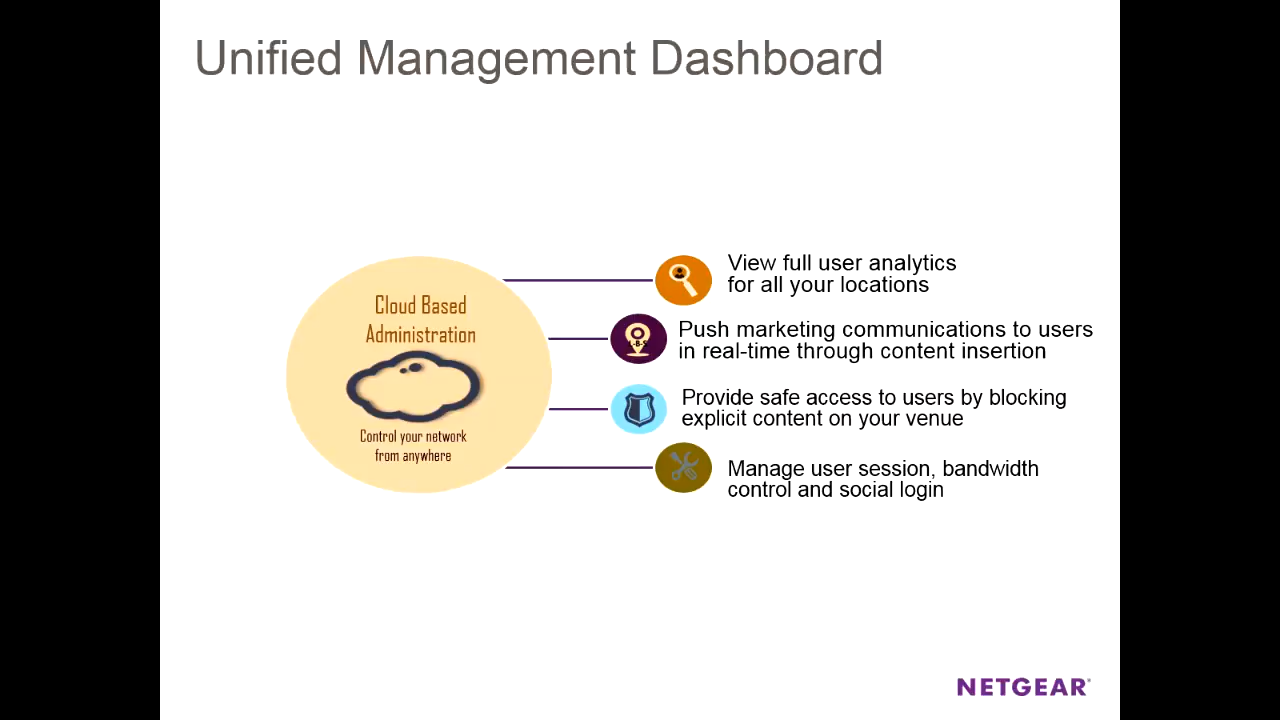 Unified Management Dashboard
Cloud Based
Administration
Control your network
from anywhere
View full user analytics
for all your locations
Push marketing communications to users
in real-time through content insertion
Provide safe access to users by blocking
explicit content on your venue
Manage user session, bandwidth
control and social login
NETGEAR